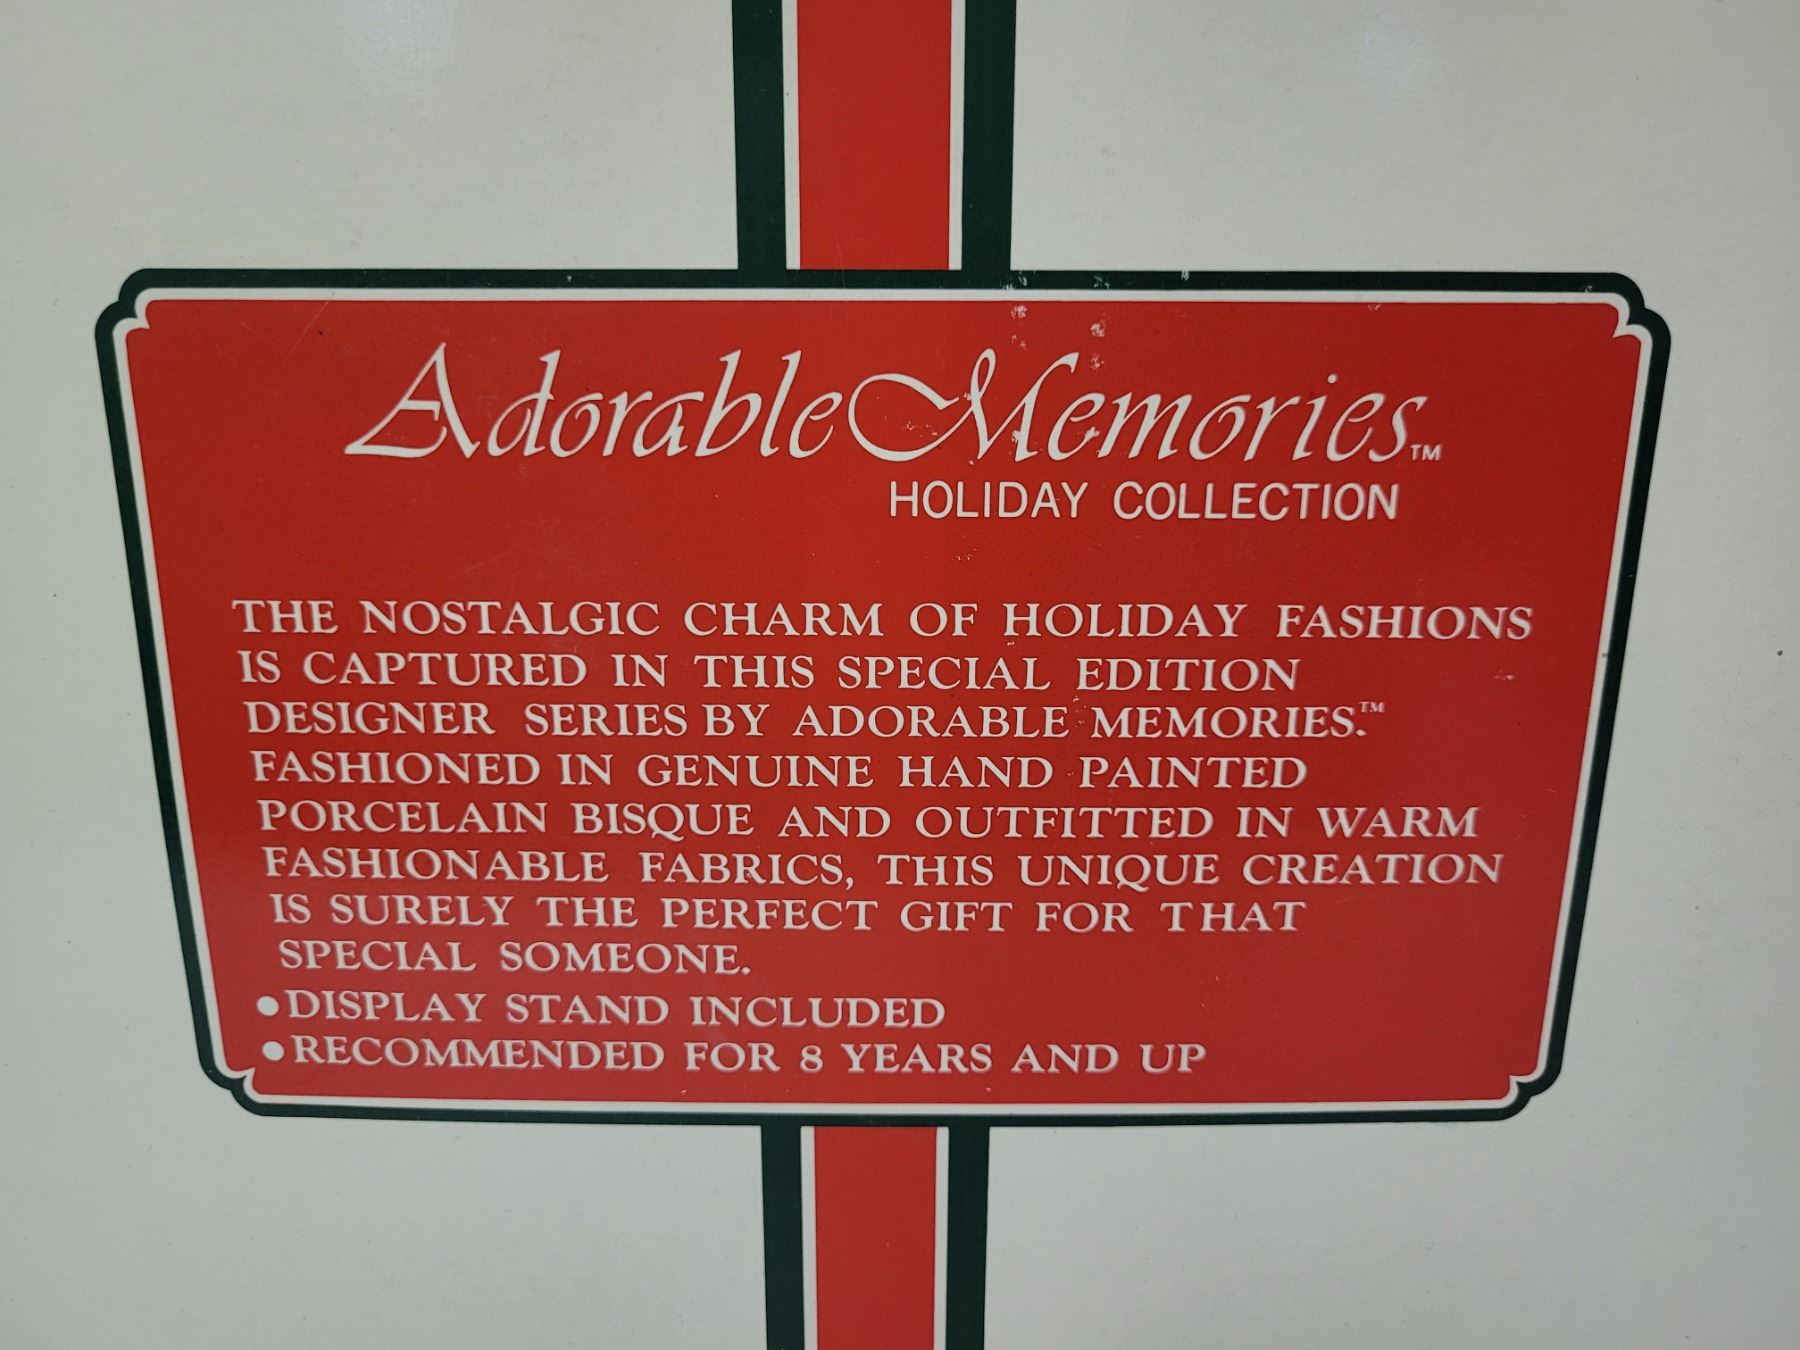 Adorable Memories™
HOLIDAY COLLECTION
THE NOSTALGIC CHARM OF HOLIDAY FASHIONS
IS CAPTURED IN THIS SPECIAL EDITION
DESIGNER SERIES BY ADORABLE MEMORIES.™
FASHIONED IN GENUINE HAND PAINTED
PORCELAIN BISQUE AND OUTFITTED IN WARM
FASHIONABLE FABRICS, THIS UNIQUE CREATION
IS SURELY THE PERFECT GIFT FOR THAT
SPECIAL SOMEONE.
•DISPLAY STAND INCLUDED
•RECOMMENDED FOR 8 YEARS AND UP